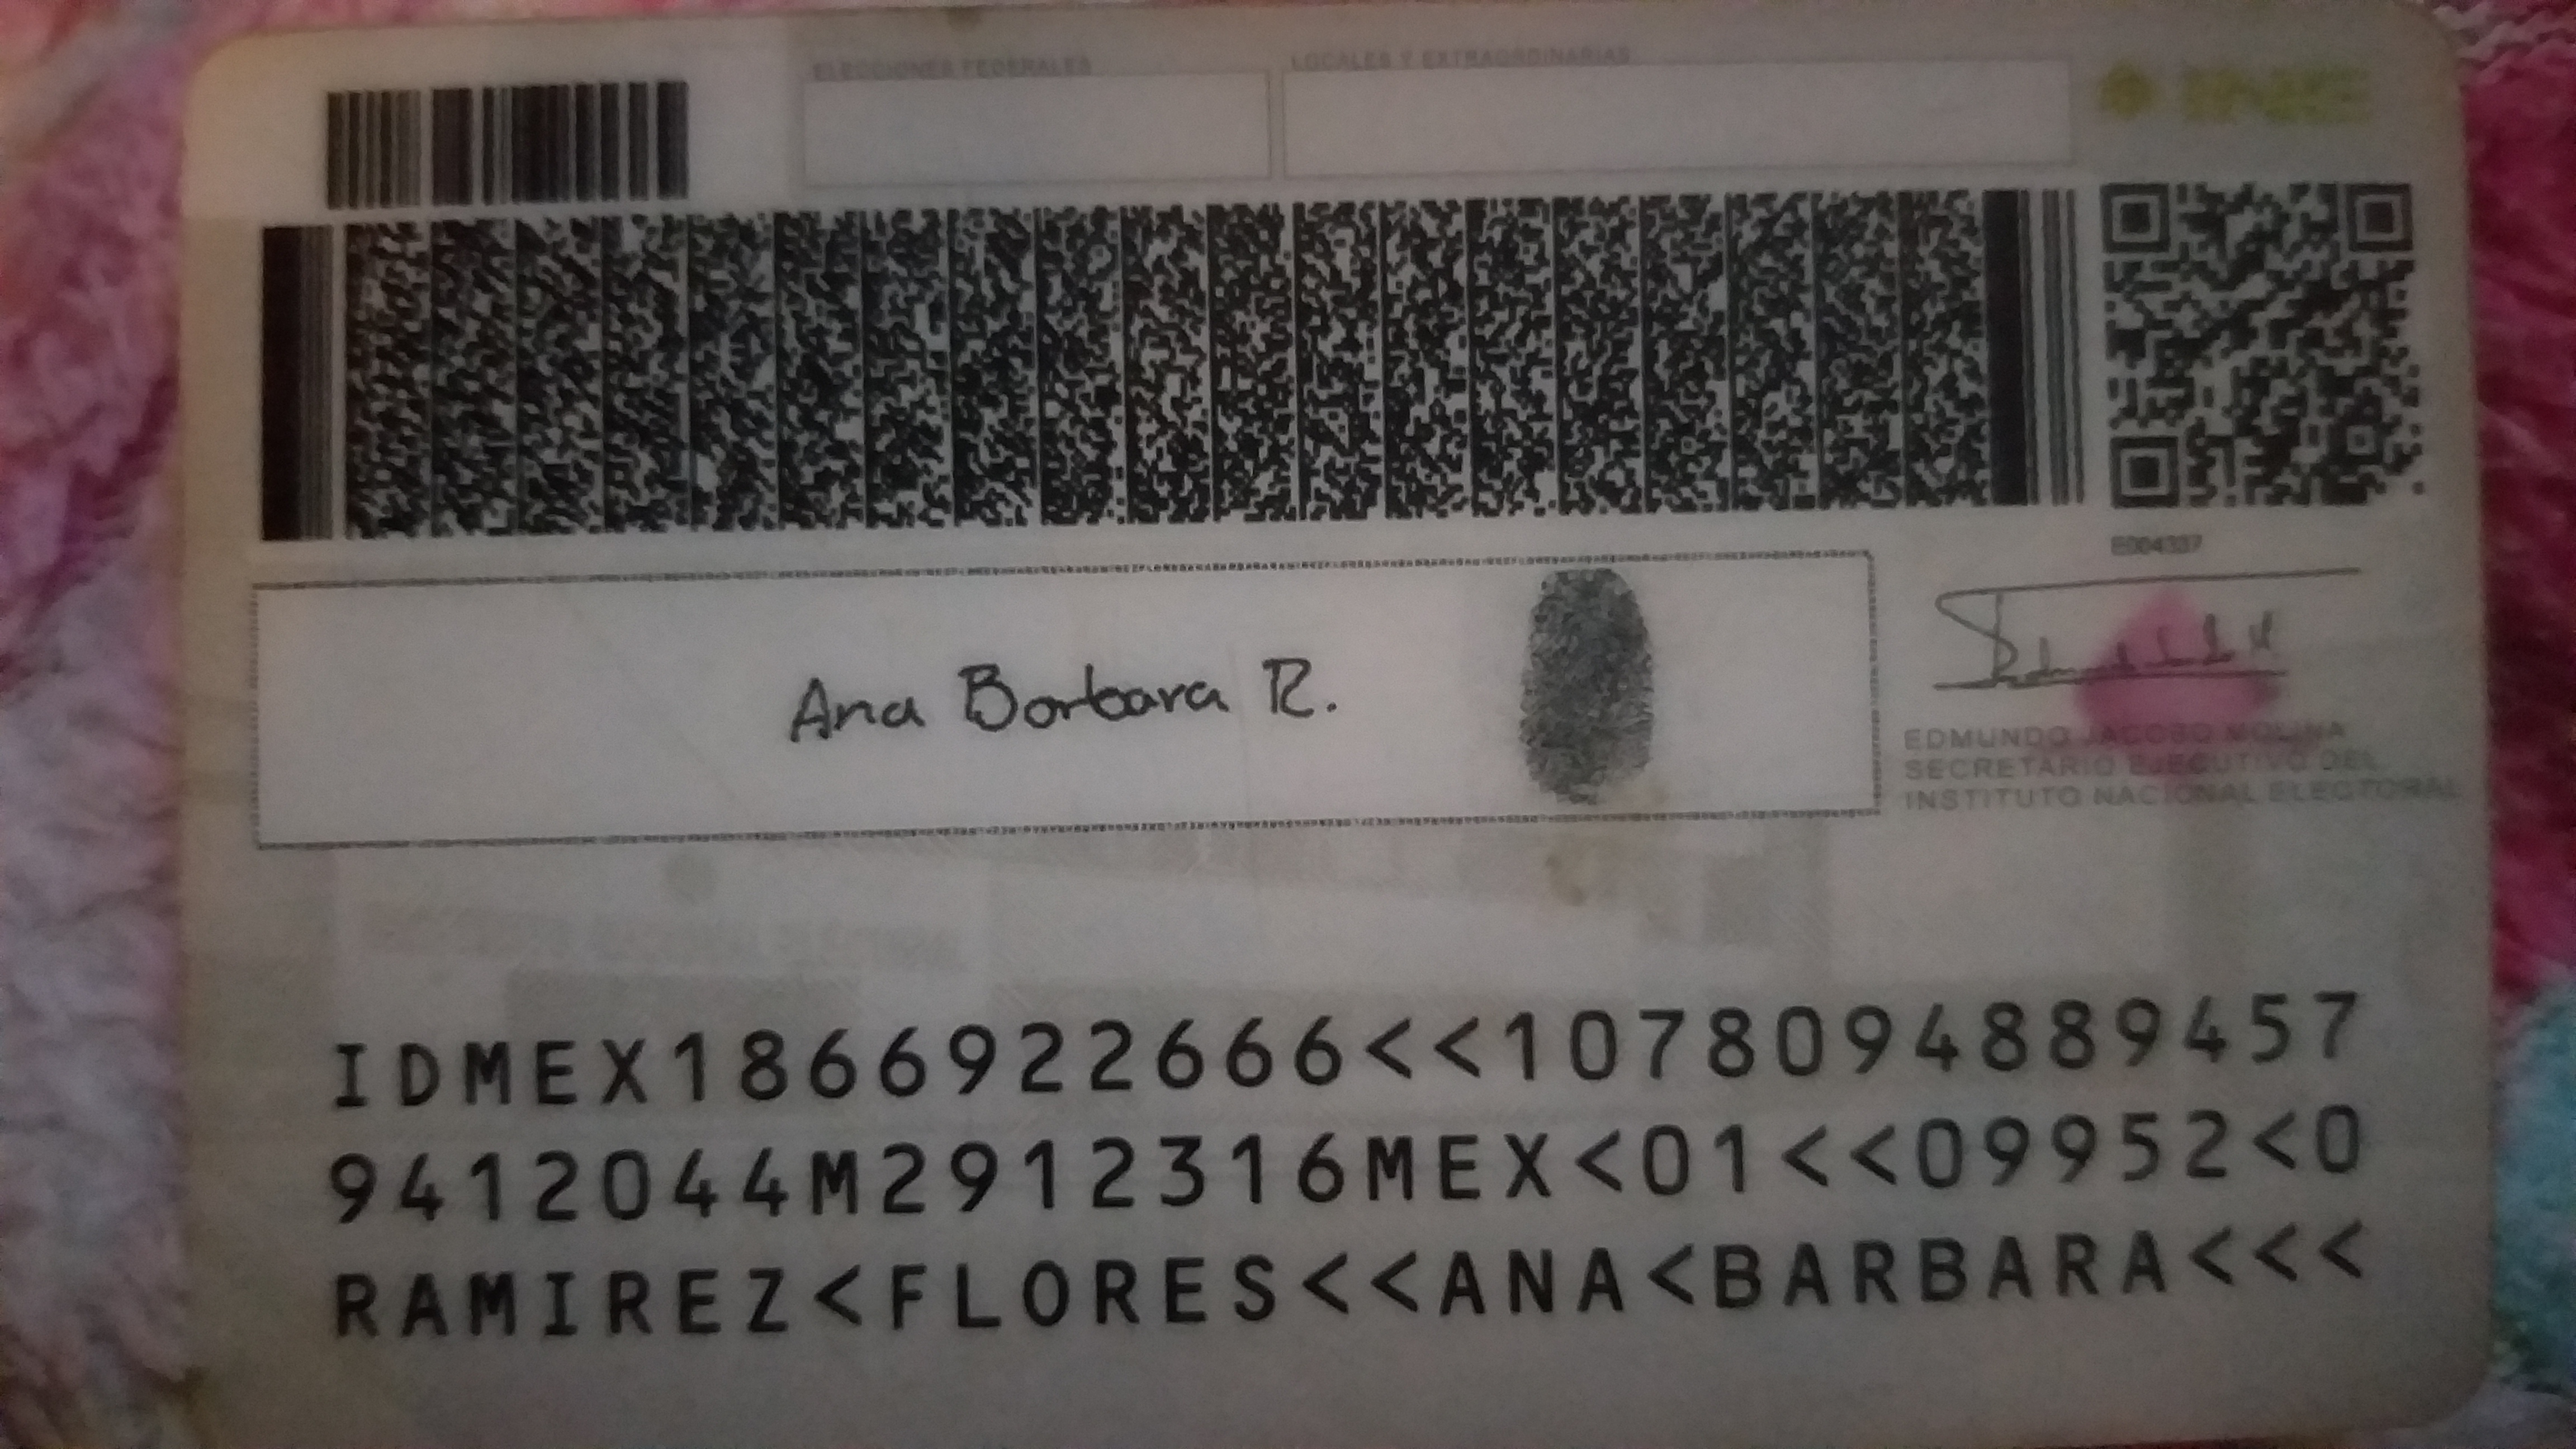 ELECCIONES FEDERALES
LOCALES Y EXTRAORDINARIAS
INE
Ana Barbara R.
EDMUNDO JACOBO MOLINA
SECRETARIO EJECUTIVO DEL
INSTITUTO NACIONAL ELECTORAL
IDMEX1866922666<<1078094889457
9412044M2912316MEX<01<<09952<0
RAMIREZ<FLORES<<ANA<BARBARA<<<